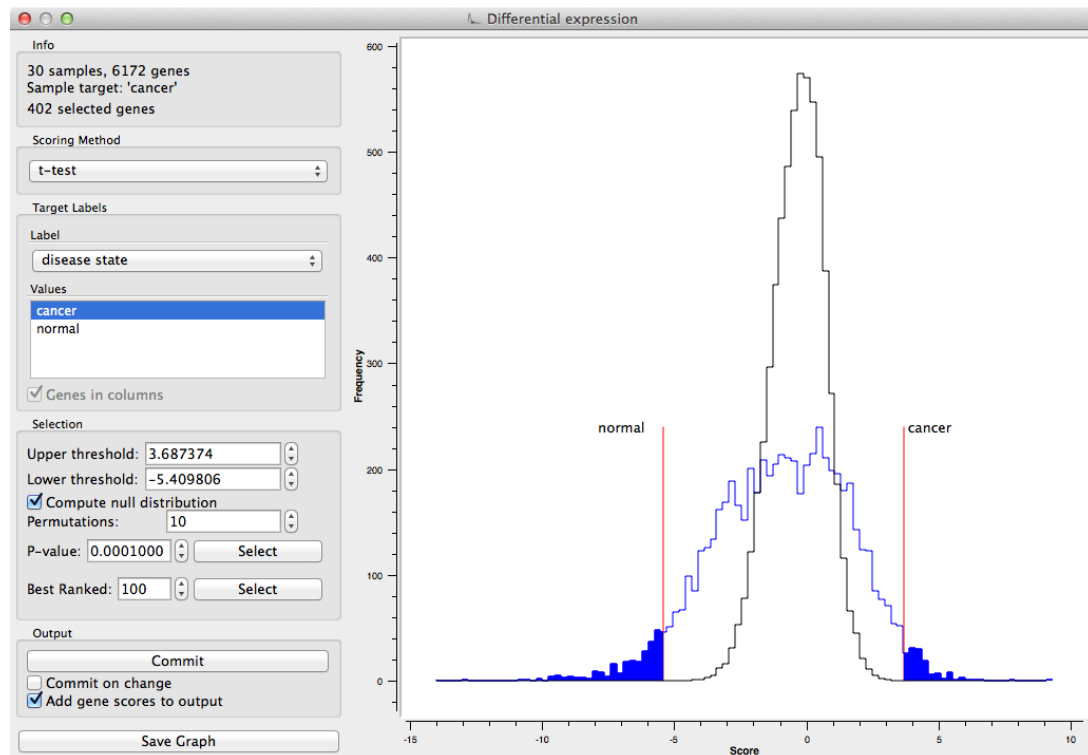 Differential expression
Info
30 samples, 6172 genes
Sample target: 'cancer'
402 selected genes
Scoring Method
t-test
Target Labels
Label
disease state
Values
cancer
normal
Genes in columns
Selection
Upper threshold: 3.687374
Lower threshold: -5.409806
Compute null distribution
Permutations: 10
P-value: 0.0001000 Select
Best Ranked: 100 Select
Output
Commit
Commit on change
Add gene scores to output
Save Graph
600
500
400
300
200
100
0
Frequency
normal
cancer
-15 -10 -5 0 5 10
Score